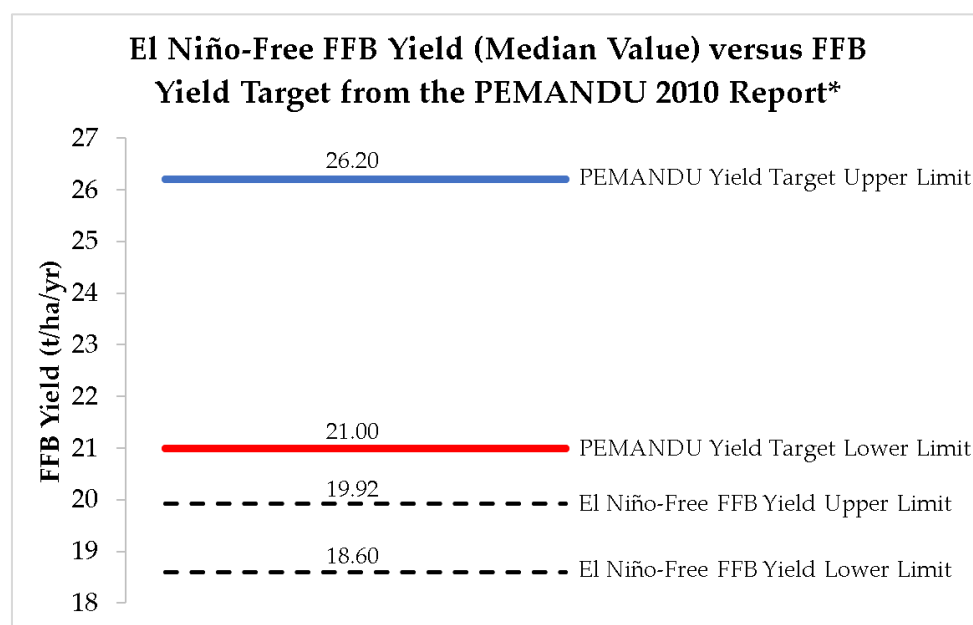 El Niño-Free FFB Yield (Median Value) versus FFB
Yield Target from the PEMANDU 2010 Report*
FFB Yield (t/ha/yr)
27
26
25
24
23
22
21
20
19
18
26.20
PEMANDU Yield Target Upper Limit
21.00
PEMANDU Yield Target Lower Limit
19.92
El Niño-Free FFB Yield Upper Limit
18.60
El Niño-Free FFB Yield Lower Limit